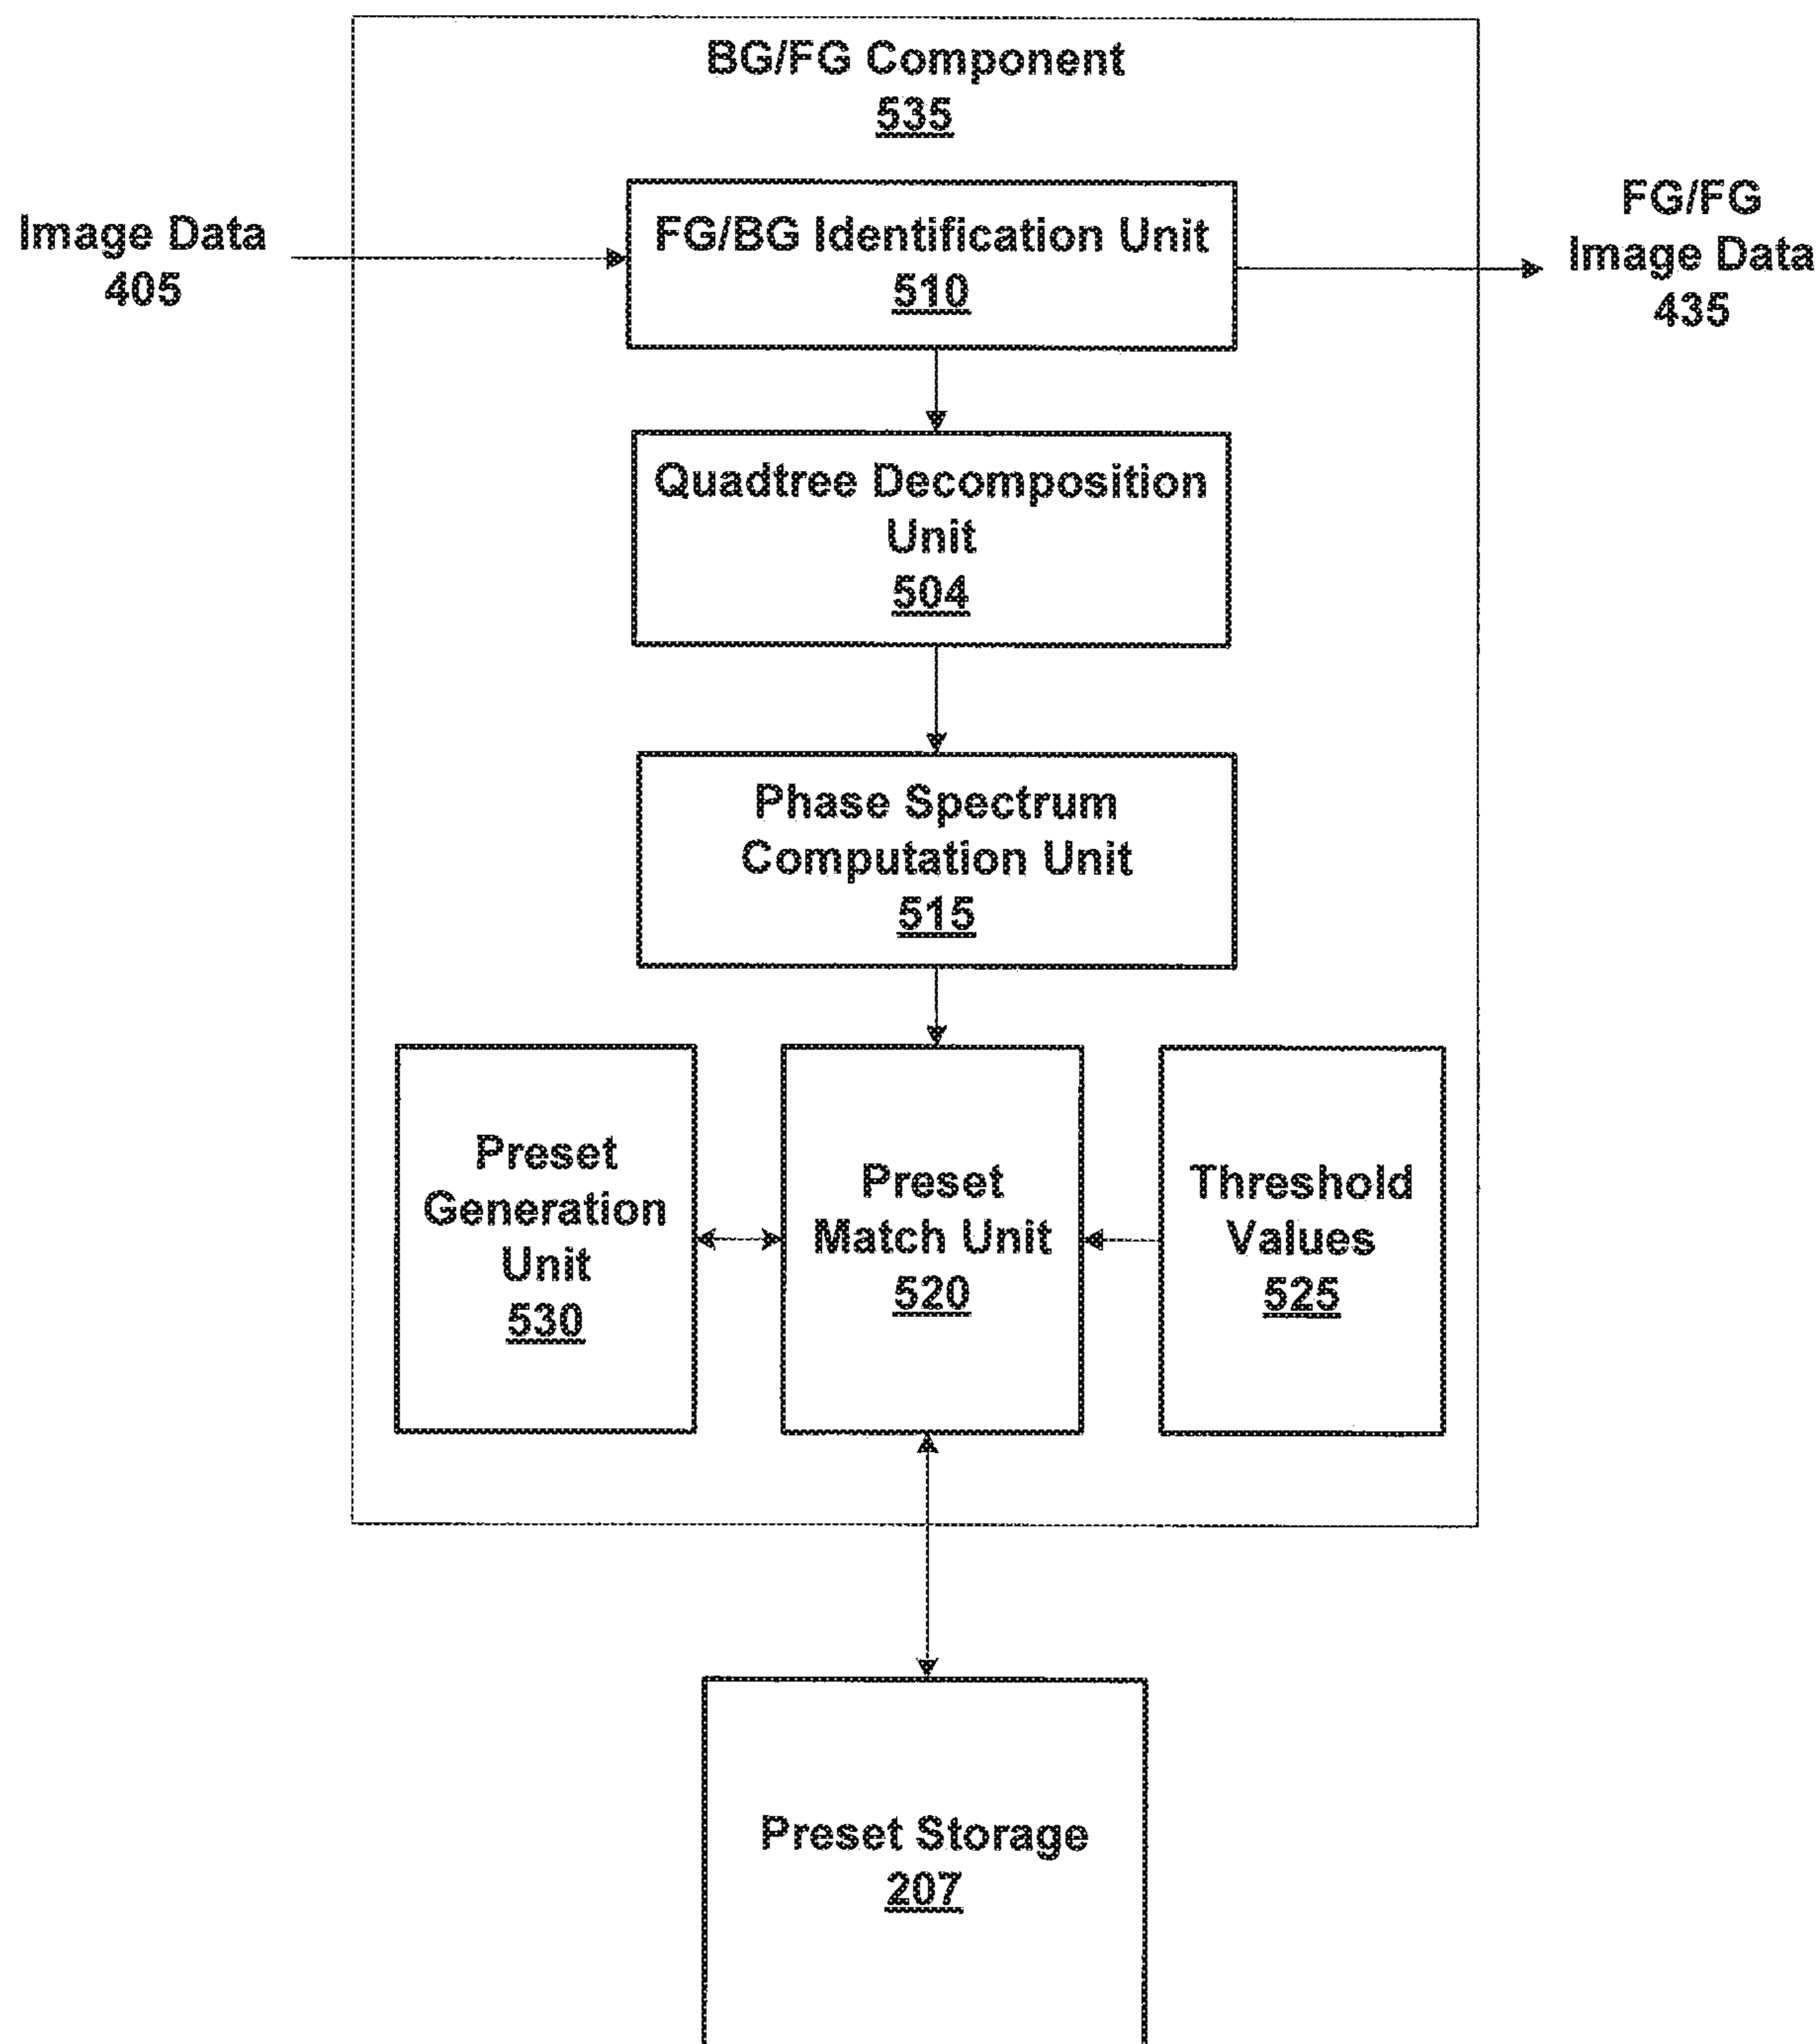 BG/FG Component
535
Image Data
405
FG/BG Identification Unit
510
FG/FG
Image Data
435
Quadtree Decomposition
Unit
504
Phase Spectrum
Computation Unit
515
Preset
Generation
Unit
530
Preset
Match Unit
520
Threshold
Values
525
Preset Storage
207